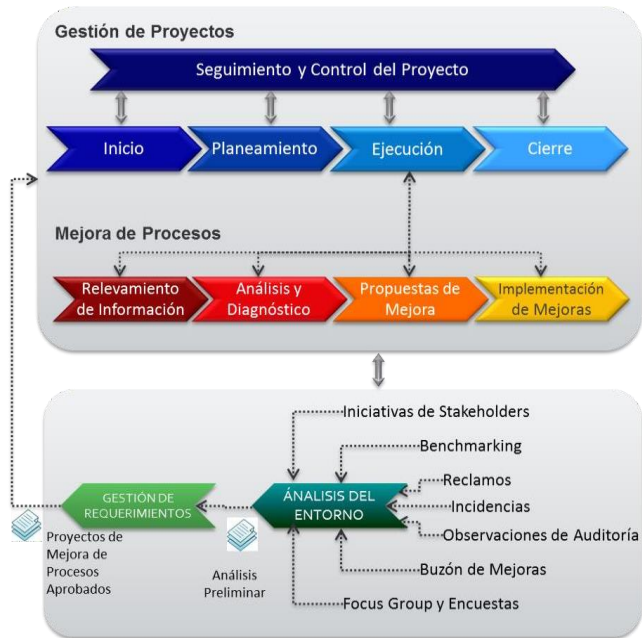 Gestión de Proyectos
Seguimiento y Control del Proyecto
Inicio
Planeamiento
Ejecución
Cierre
Mejora de Procesos
Relevamiento
de Información
Análisis y
Diagnóstico
Propuestas de
Mejora
Implementación
de Mejoras
Iniciativas de Stakeholders
Benchmarking
Reclamos
Incidencias
Observaciones de Auditoría
Buzón de Mejoras
Focus Group y Encuestas
ÁNALISIS DEL
ENTORNO
GESTIÓN DE
REQUERIMIENTOS
Análisis
Preliminar
Proyectos de
Mejora de
Procesos
Aprobados